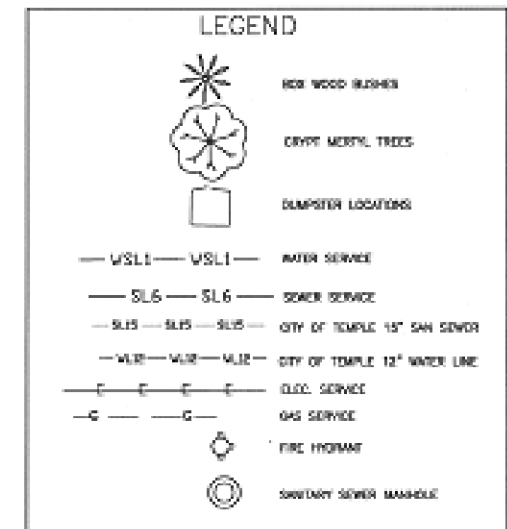 LEGEND
BOX WOOD BUSHES
CRYPT MERTYL TREES
DUMPSTER LOCATIONS
WSL1 WSL1 WATER SERVICE
SL6 SL6 SEWER SERVICE
SL15 SL15 SL15 CITY OF TEMPLE 15" SAN SEWER
WL12 WL12 WL12 CITY OF TEMPLE 12" WATER LINE
E E E E ELEC. SERVICE
G G GAS SERVICE
FIRE HYDRANT
SANITARY SEWER MANHOLE